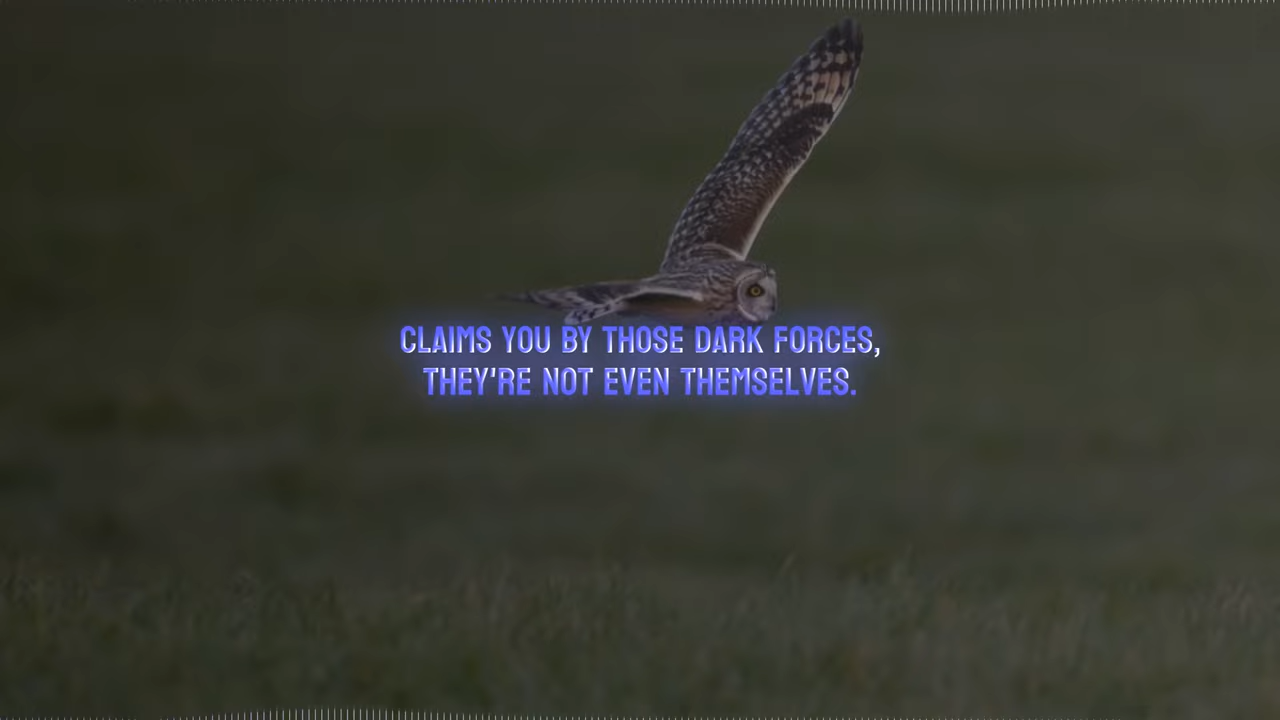 CLAIMS YOU BY THOSE DARK FORCES,
THEY'RE NOT EVEN THEMSELVES.